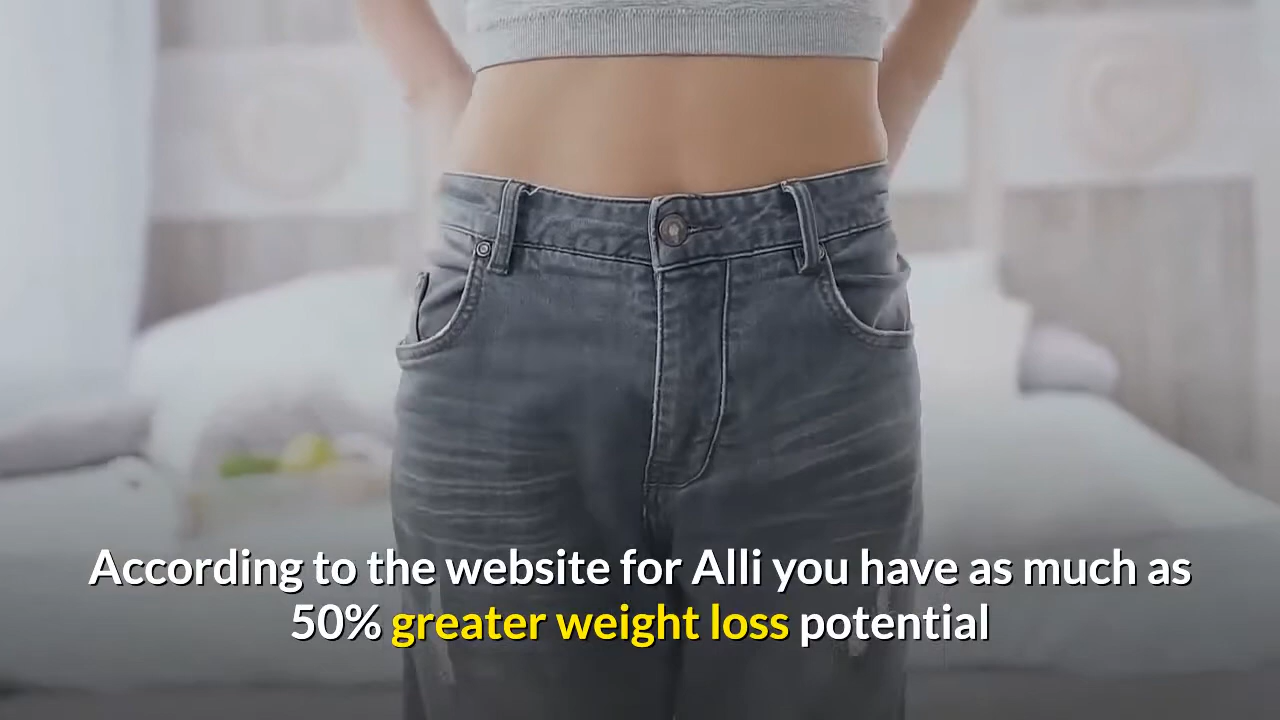 According to the website for Alli you have as much as
50% greater weight loss potential